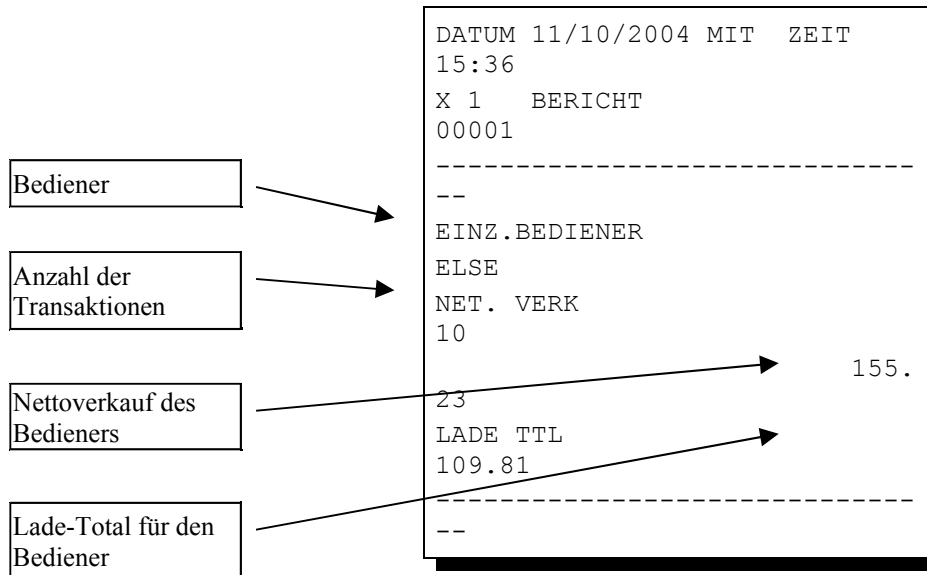 Bediener
Anzahl der
Transaktionen
Nettoverkauf des
Bedieners
Lade-Total für den
Bediener
DATUM 11/10/2004 MIT  ZEIT
15:36
X 1   BERICHT
00001
------------------------------
--
EINZ.BEDIENER
ELSE
NET. VERK
10
155.
23
LADE TTL
109.81
------------------------------
--